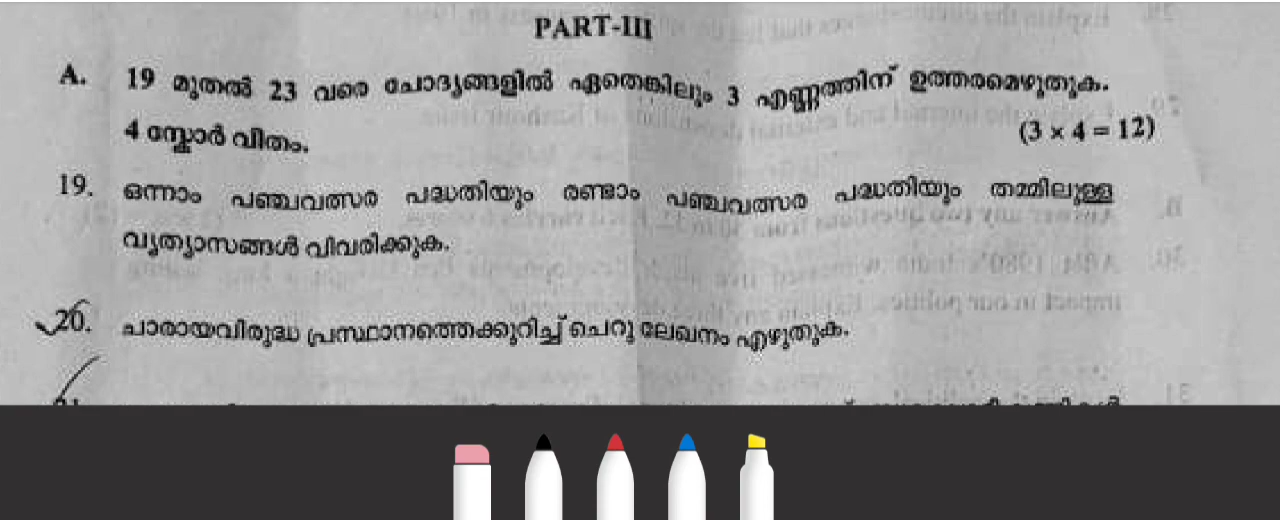 PART-III
A. 19 മുതൽ 23 വരെ ചോദ്യങ്ങളിൽ ഏതെങ്കിലും 3 എണ്ണത്തിന് ഉത്തരമെഴുതുക.
4 സ്കോർ വീതം. (3 × 4 = 12)
19. ഒന്നാം പഞ്ചവത്സര പദ്ധതിയും രണ്ടാം പഞ്ചവത്സര പദ്ധതിയും തമ്മിലുള്ള
വ്യത്യാസങ്ങൾ വിവരിക്കുക.
20. ചാരായവിരുദ്ധ പ്രസ്ഥാനത്തെക്കുറിച്ച് ചെറു ലേഖനം എഴുതുക.